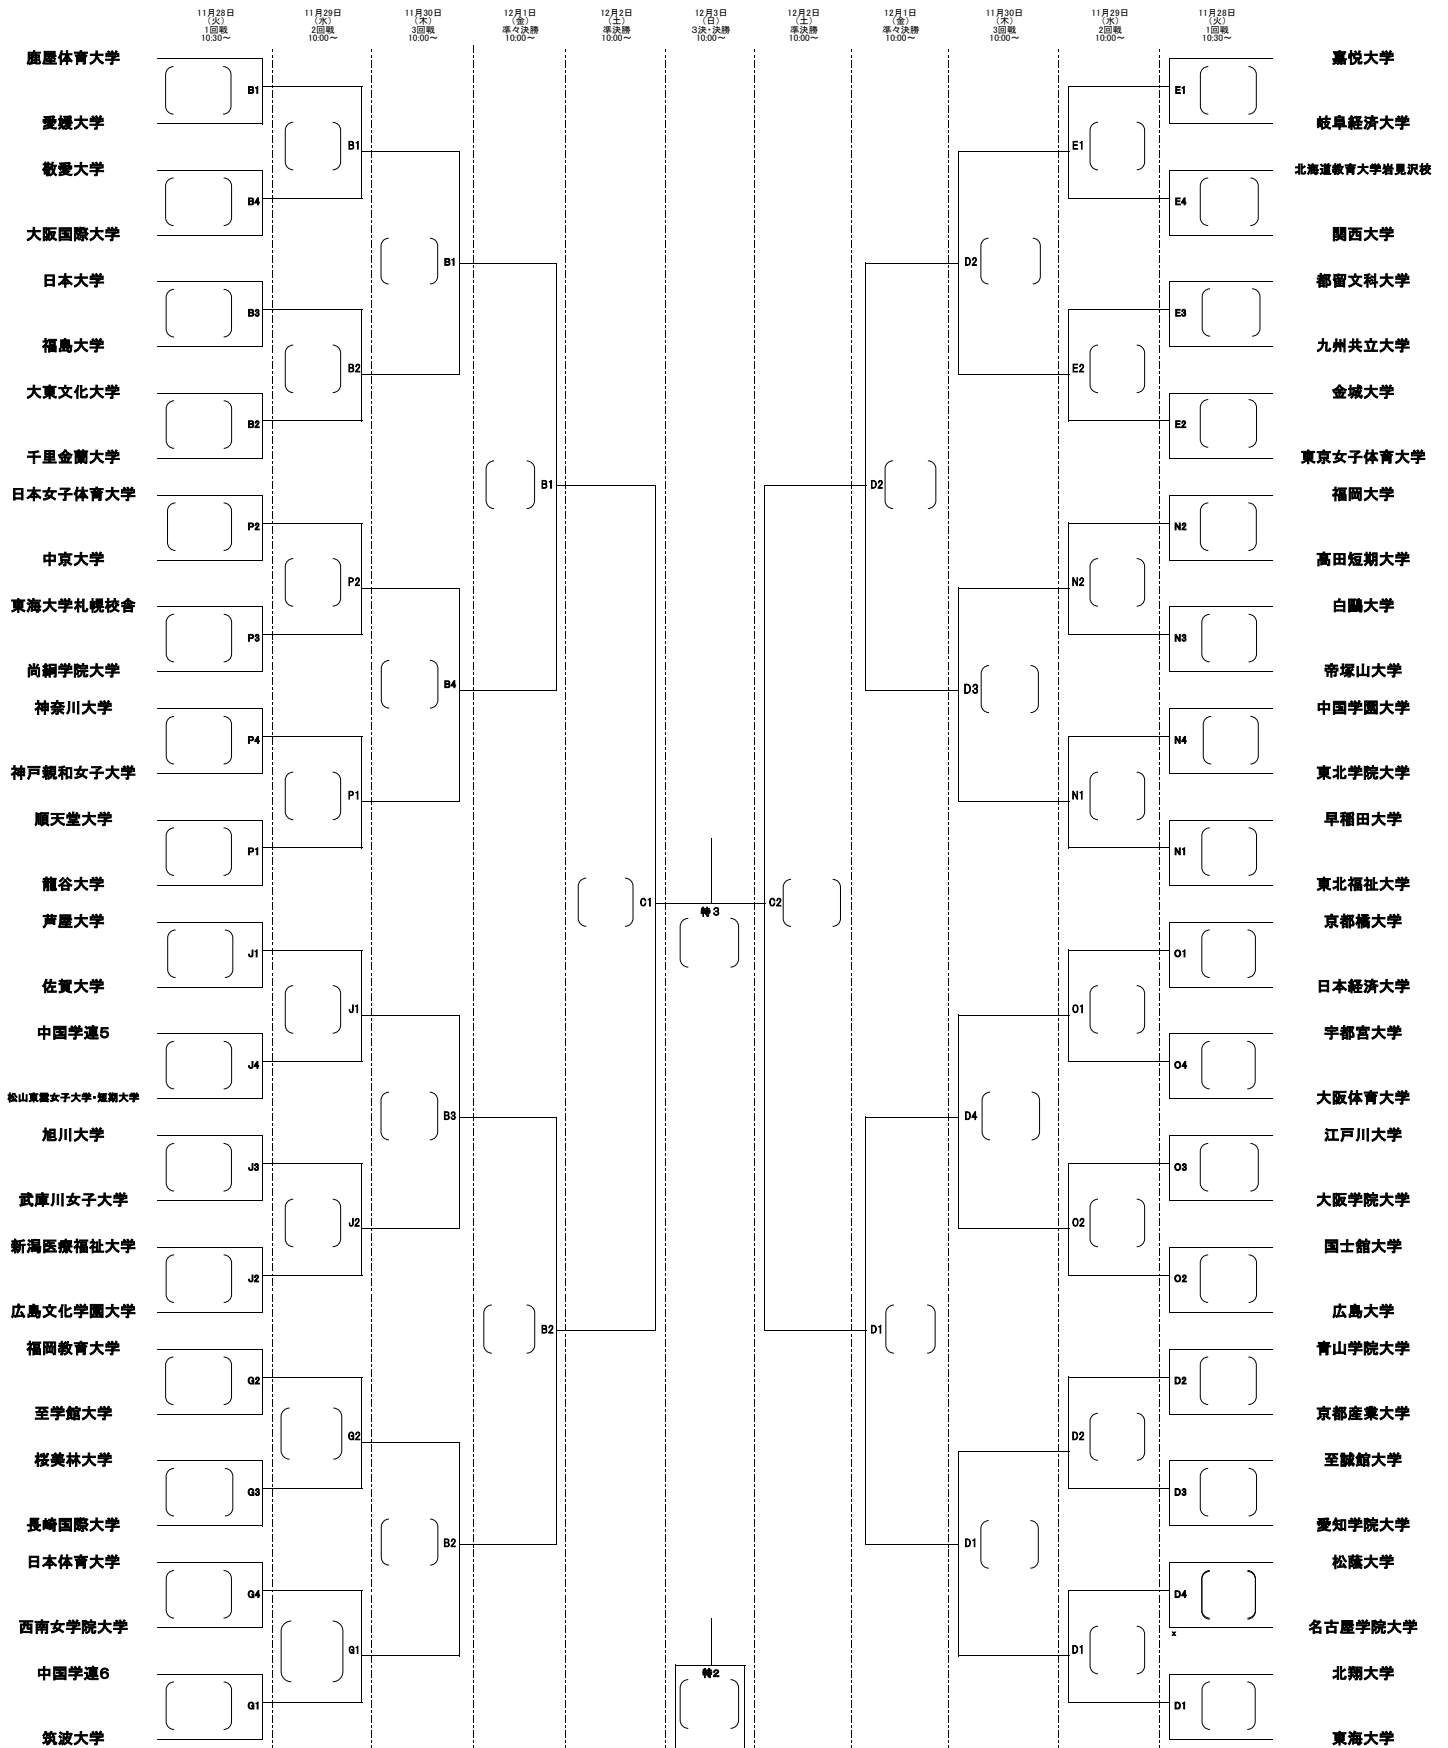 11月28日
(火)
1回戦
10:30～
11月29日
(水)
2回戦
10:00～
11月30日
(木)
3回戦
10:00～
12月1日
(金)
準々決勝
10:00～
12月2日
(土)
準決勝
10:00～
12月3日
(日)
3決・決勝
10:00～
12月2日
(土)
準決勝
10:00～
12月1日
(金)
準々決勝
10:00～
11月30日
(木)
3回戦
10:00～
11月29日
(水)
2回戦
10:00～
11月28日
(火)
1回戦
10:30～
鹿屋体育大学
B1
愛媛大学
B1
敬愛大学
B4
大阪国際大学
B1
日本大学
B3
福島大学
B2
大東文化大学
B2
千里金蘭大学
B1
日本女子体育大学
P2
中京大学
P2
東海大学札幌校舎
P3
尚絅学院大学
B4
神奈川大学
P4
神戸親和女子大学
P1
順天堂大学
P1
龍谷大学
C1
芦屋大学
J1
佐賀大学
J1
中国学連5
J4
松山東雲女子大学・短期大学
B3
旭川大学
J3
武庫川女子大学
J2
新潟医療福祉大学
J2
広島文化学園大学
B2
福岡教育大学
G2
至学館大学
G2
桜美林大学
G3
長崎国際大学
B2
日本体育大学
G4
西南女学院大学
G1
中国学連6
G1
筑波大学
特3
特2
嘉悦大学
E1
岐阜経済大学
E1
北海道教育大学岩見沢校
E4
関西大学
D2
都留文科大学
E3
九州共立大学
E2
金城大学
E2
東京女子体育大学
D2
福岡大学
N2
高田短期大学
N2
白鷗大学
N3
帝塚山大学
D3
中国学園大学
N4
東北学院大学
N1
早稲田大学
N1
東北福祉大学
C2
京都橘大学
O1
日本経済大学
O1
宇都宮大学
O4
大阪体育大学
D4
江戸川大学
O3
大阪学院大学
O2
国士舘大学
O2
広島大学
D1
青山学院大学
D2
京都産業大学
D2
至誠館大学
D3
愛知学院大学
D1
松蔭大学
D4
x
名古屋学院大学
D1
北翔大学
D1
東海大学